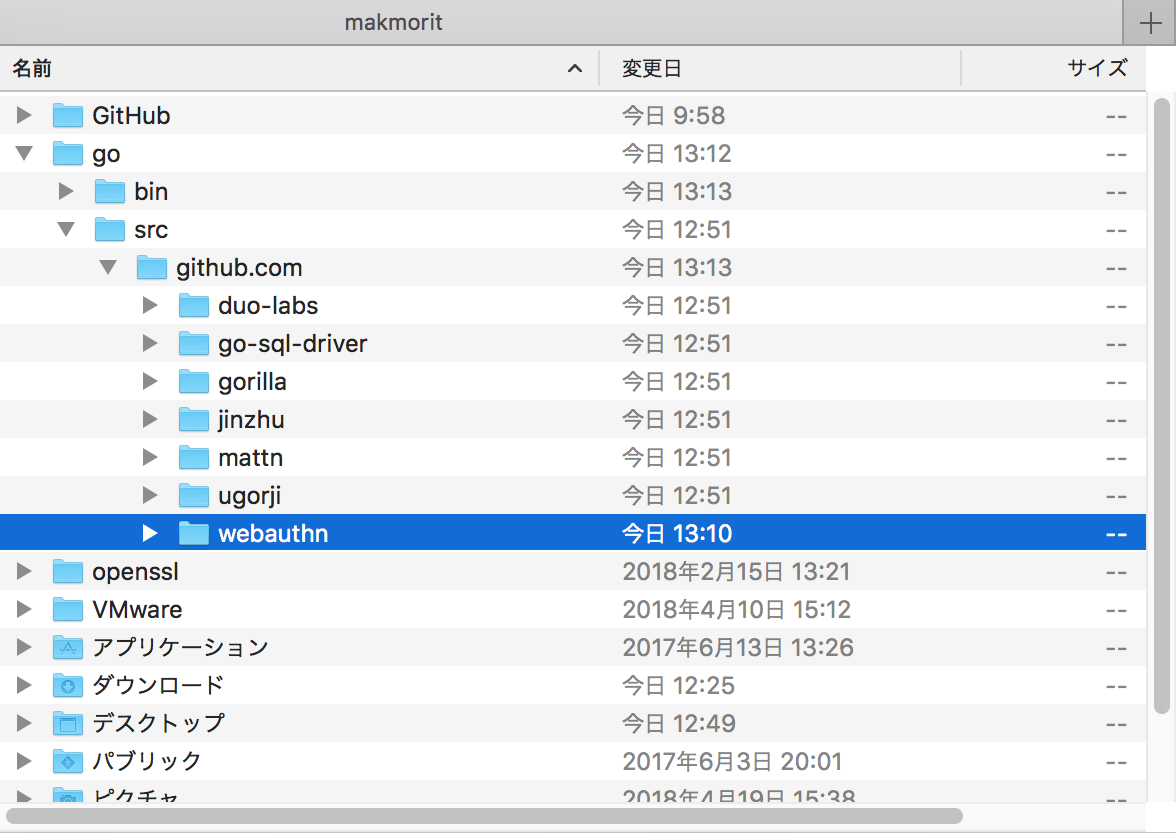 makmorit
名前 変更日 サイズ
GitHub 今日 9:58 --
go 今日 13:12 --
bin 今日 13:13 --
src 今日 12:51 --
github.com 今日 13:13 --
duo-labs 今日 12:51 --
go-sql-driver 今日 12:51 --
gorilla 今日 12:51 --
jinzhu 今日 12:51 --
mattn 今日 12:51 --
ugorji 今日 12:51 --
webauthn 今日 13:10 --
openssl 2018年2月15日 13:21 --
VMware 2018年4月10日 15:12 --
アプリケーション 2017年6月13日 13:26 --
ダウンロード 今日 12:25 --
デスクトップ 今日 12:49 --
パブリック 2017年6月3日 20:01 --
ピクチャ 2018年4月19日 15:38 --